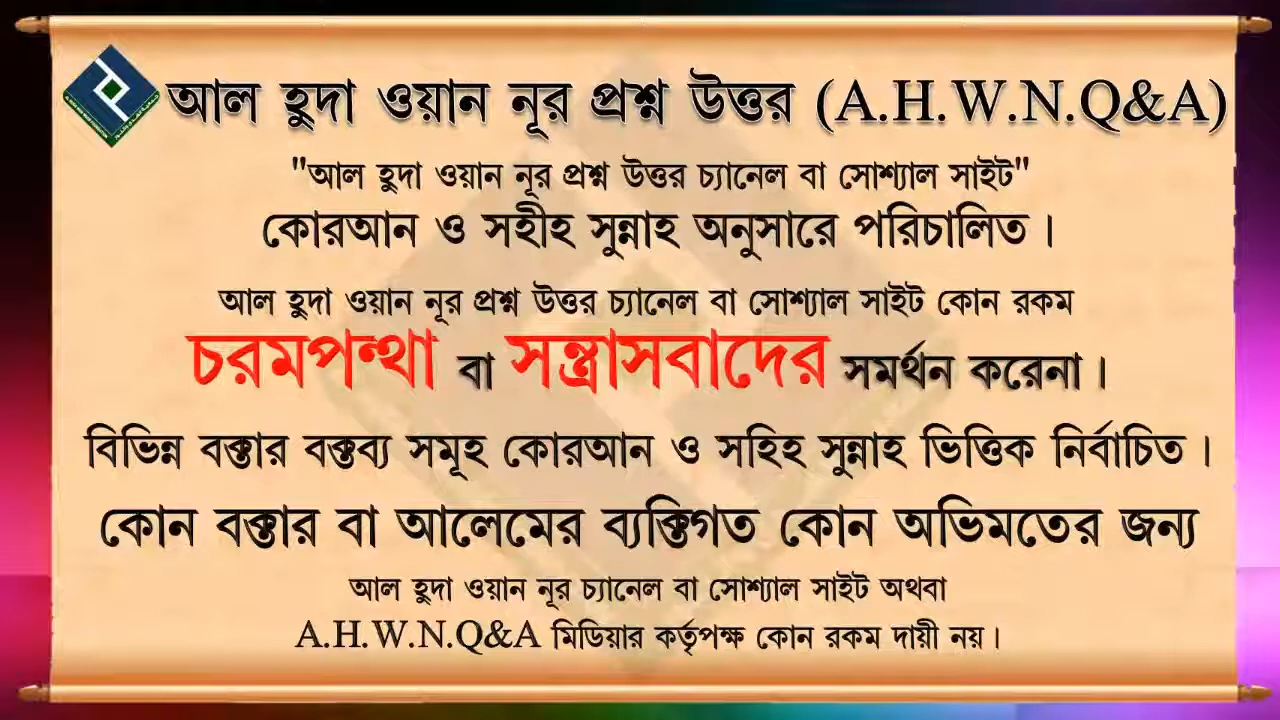 আল হুদা ওয়ান নূর প্রশ্ন উত্তর (A.H.W.N.Q&A)
"আল হুদা ওয়ান নূর প্রশ্ন উত্তর চ্যানেল বা সোশ্যাল সাইট"
কোরআন ও সহীহ সুন্নাহ অনুসারে পরিচালিত।
আল হুদা ওয়ান নূর প্রশ্ন উত্তর চ্যানেল বা সোশ্যাল সাইট কোন রকম
চরমপন্থা বা সন্ত্রাসবাদের সমর্থন করেনা।
বিভিন্ন বক্তার বক্তব্য সমূহ কোরআন ও সহিহ সুন্নাহ ভিত্তিক নির্বাচিত।
কোন বক্তার বা আলেমের ব্যক্তিগত কোন অভিমতের জন্য
আল হুদা ওয়ান নূর চ্যানেল বা সোশ্যাল সাইট অথবা
A.H.W.N.Q&A মিডিয়ার কর্তৃপক্ষ কোন রকম দায়ী নয়।